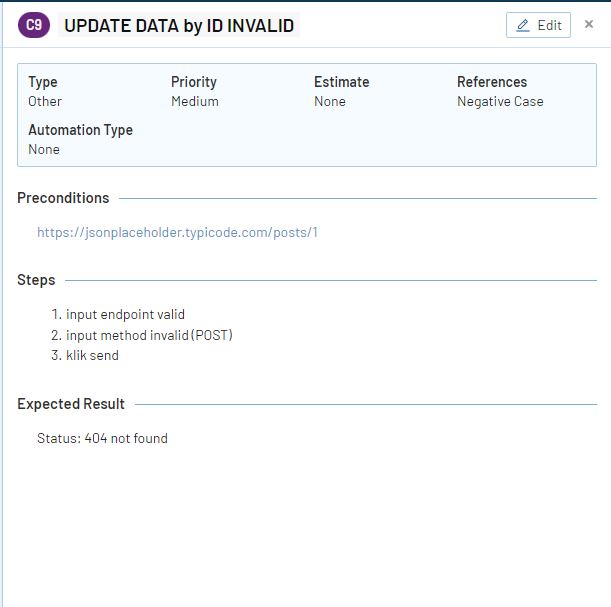 C9 UPDATE DATA by ID INVALID Edit ×
Type Priority Estimate References
Other Medium None Negative Case
Automation Type
None
Preconditions
https://jsonplaceholder.typicode.com/posts/1
Steps
1. input endpoint valid
2. input method invalid (POST)
3. klik send
Expected Result
Status: 404 not found